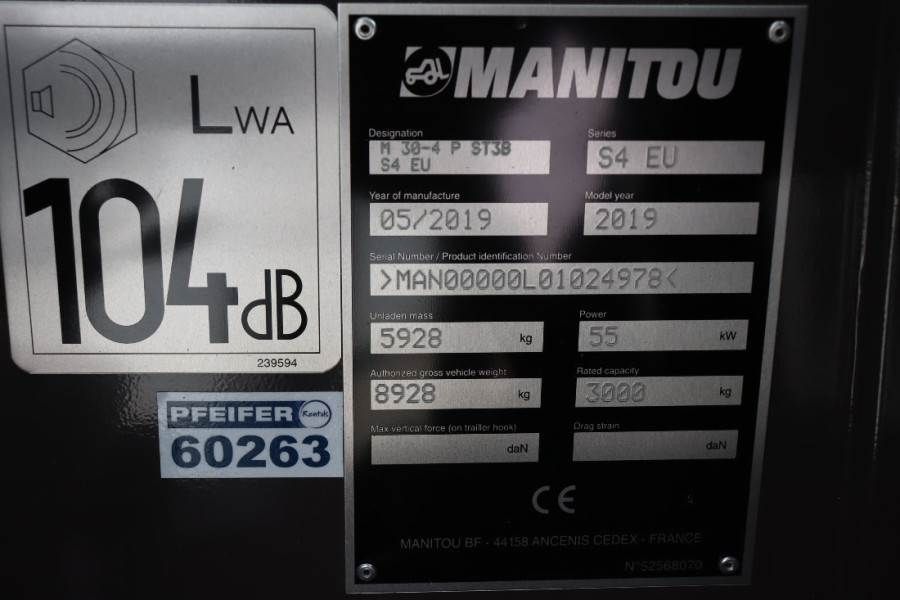 LWA
104dB
239594
PFEIFER
60263
MANITOU
Designation
M 30-4 P ST3B
S4 EU
Series
S4 EU
Year of manufacture
05/2019
Model year
2019
Serial Number / Product identification Number
>MAN00000L01024978<
Unladen mass
5928 kg
Power
55 kW
Authorized gross vehicle weight
8928 kg
Rated capacity
3000 kg
Max vertical force (on trailler hook)
daN
Drag strain
daN
CE
MANITOU BF - 44158 ANCENIS CEDEX - FRANCE
N°52568070